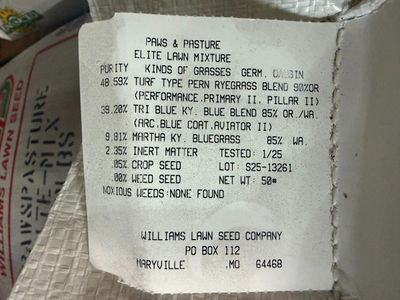 PAWS & PASTURE
ELITE LAWN MIXTURE
PURITY KINDS OF GRASSES GERM. ORIGIN
48.59% TURF TYPE PERN RYEGRASS BLEND 90%OR
(PERFORMANCE.PRIMARY II, PILLAR II)
39.20% TRI BLUE KY. BLUE BLEND 85% OR./WA.
(ARC.BLUE COAT.AVIATOR II)
9.81% MARTHA KY. BLUEGRASS 85% WA.
2.35% INERT MATTER TESTED: 1/25
.05% CROP SEED LOT: S25-13261
.00% WEED SEED NET WT: 50#
NOXIOUS WEEDS:NONE FOUND
WILLIAMS LAWN SEED COMPANY
PO BOX 112
MARYVILLE .MO 64468
WILLIAMS LAWN SEED